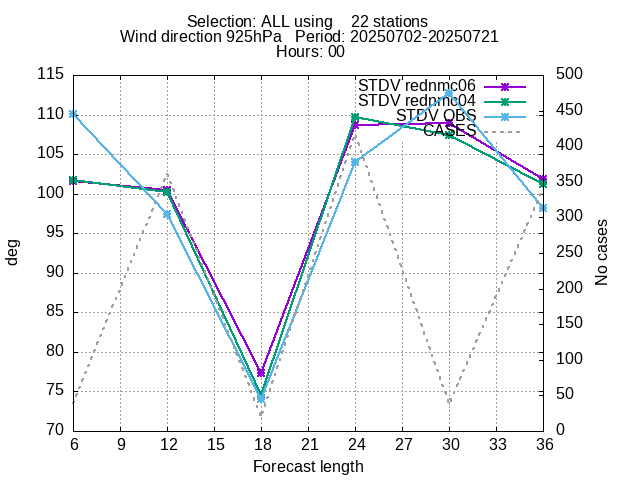 Selection: ALL using    22 stations
Wind direction 925hPa   Period: 20250702-20250721
Hours: 00
115 500
STDV rednmc06
STDV rednmc04
STDV OBS
CASES
110 450
105 400
100 350
95 300
90 250
85 200
80 150
75 100
70 50
0
deg
No cases
6 9 12 15 18 21 24 27 30 33 36
Forecast length